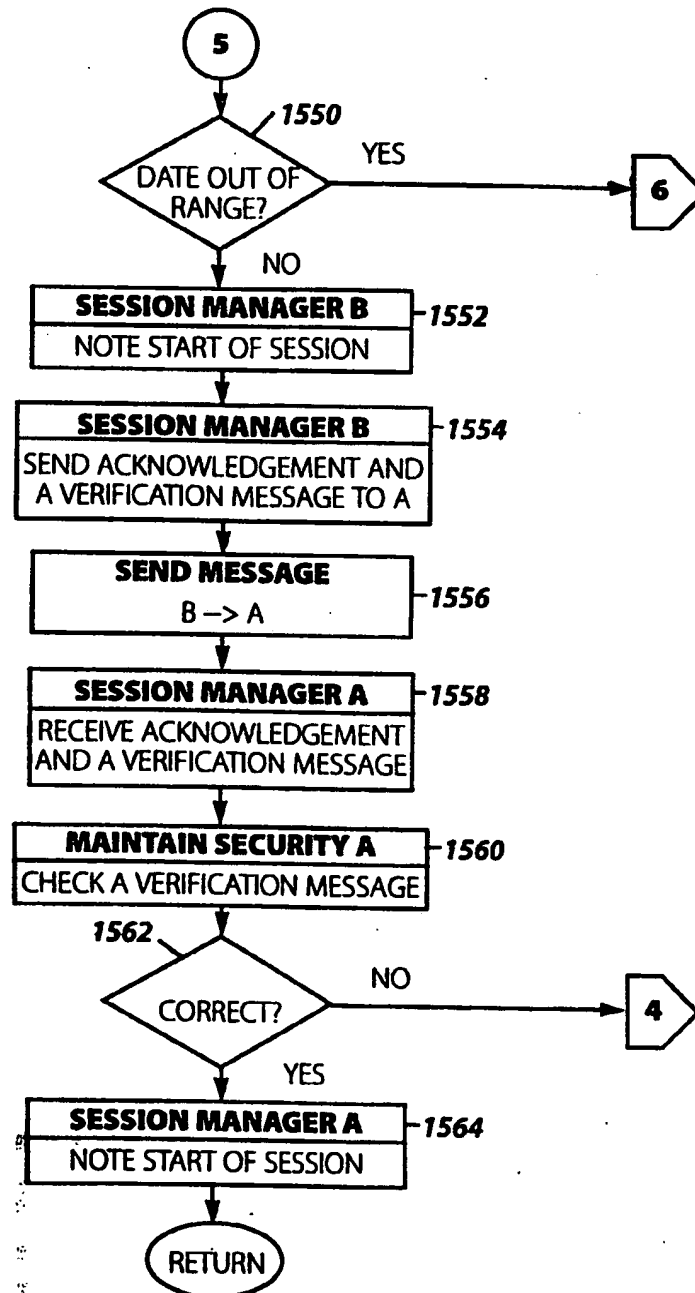 5
1550
DATE OUT OF
RANGE?
YES
6
NO
SESSION MANAGER B
1552
NOTE START OF SESSION
SESSION MANAGER B
1554
SEND ACKNOWLEDGEMENT AND
A VERIFICATION MESSAGE TO A
SEND MESSAGE
1556
B –> A
SESSION MANAGER A
1558
RECEIVE ACKNOWLEDGEMENT
AND A VERIFICATION MESSAGE
MAINTAIN SECURITY A
1560
CHECK A VERIFICATION MESSAGE
1562
CORRECT?
NO
4
YES
SESSION MANAGER A
1564
NOTE START OF SESSION
RETURN